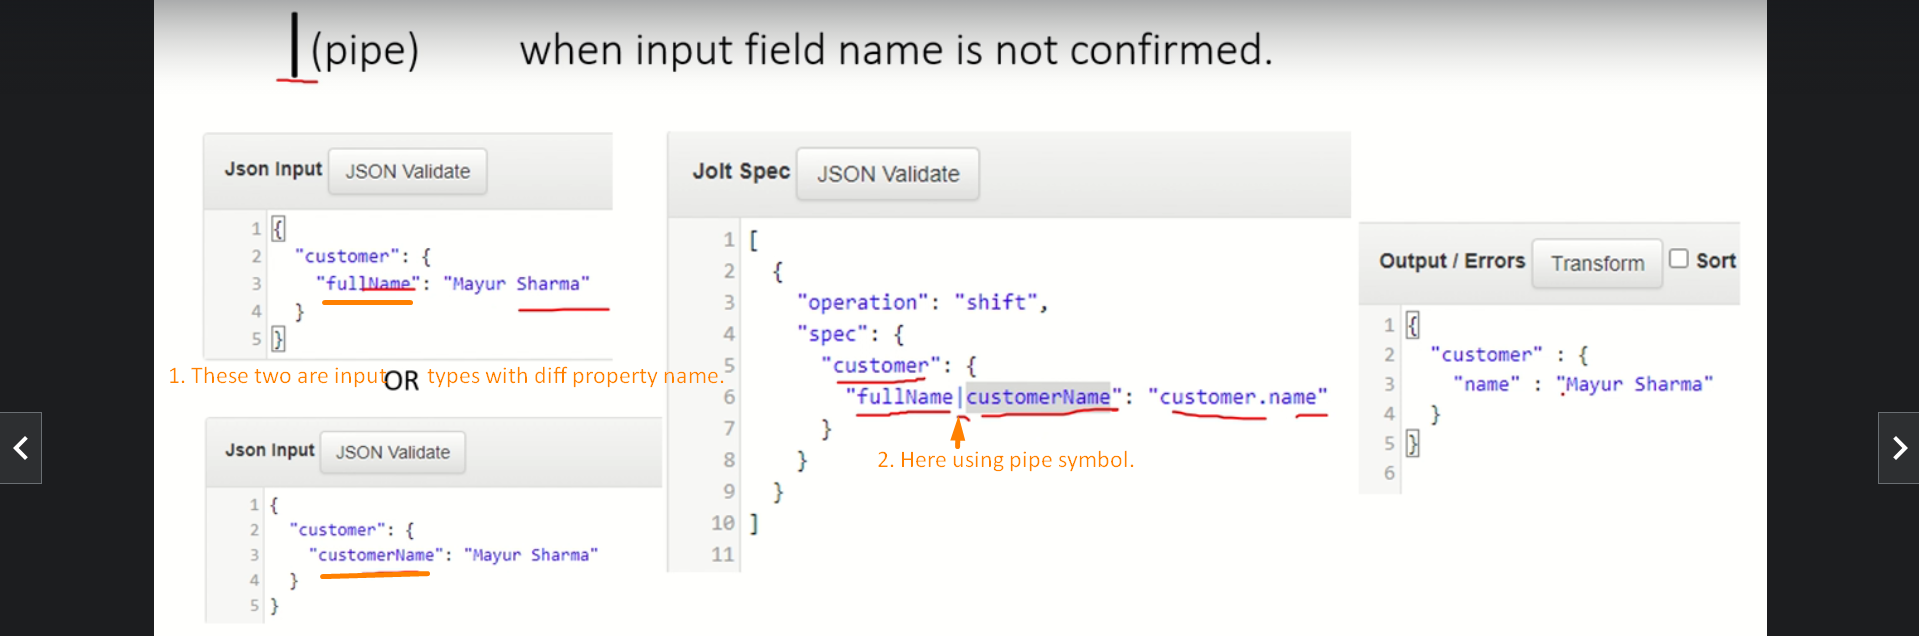 | (pipe) when input field name is not confirmed.
Json Input JSON Validate
1 {
2 "customer": {
3 "fullName": "Mayur Sharma"
4 }
5 }
1. These two are input types with diff property name.
OR
Json Input JSON Validate
1 {
2 "customer": {
3 "customerName": "Mayur Sharma"
4 }
5 }
Jolt Spec JSON Validate
1 [
2 {
3 "operation": "shift",
4 "spec": {
5 "customer": {
6 "fullName|customerName": "customer.name"
7 }
8 }
9 }
10 ]
11
2. Here using pipe symbol.
Output / Errors Transform Sort
1 {
2 "customer" : {
3 "name" : "Mayur Sharma"
4 }
5 }
6